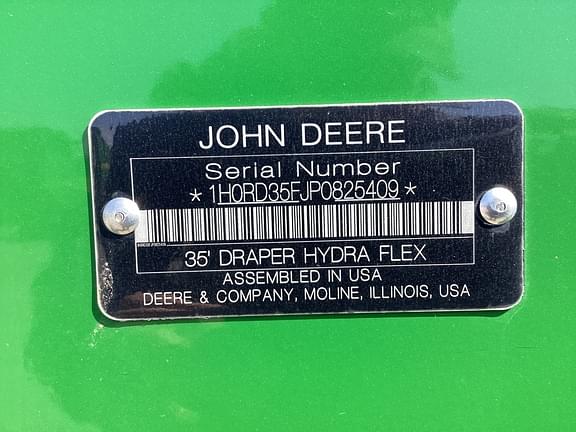 JOHN DEERE
Serial Number
*1H0RD35FJP0825409*
35' DRAPER HYDRA FLEX
ASSEMBLED IN USA
DEERE & COMPANY, MOLINE, ILLINOIS, USA